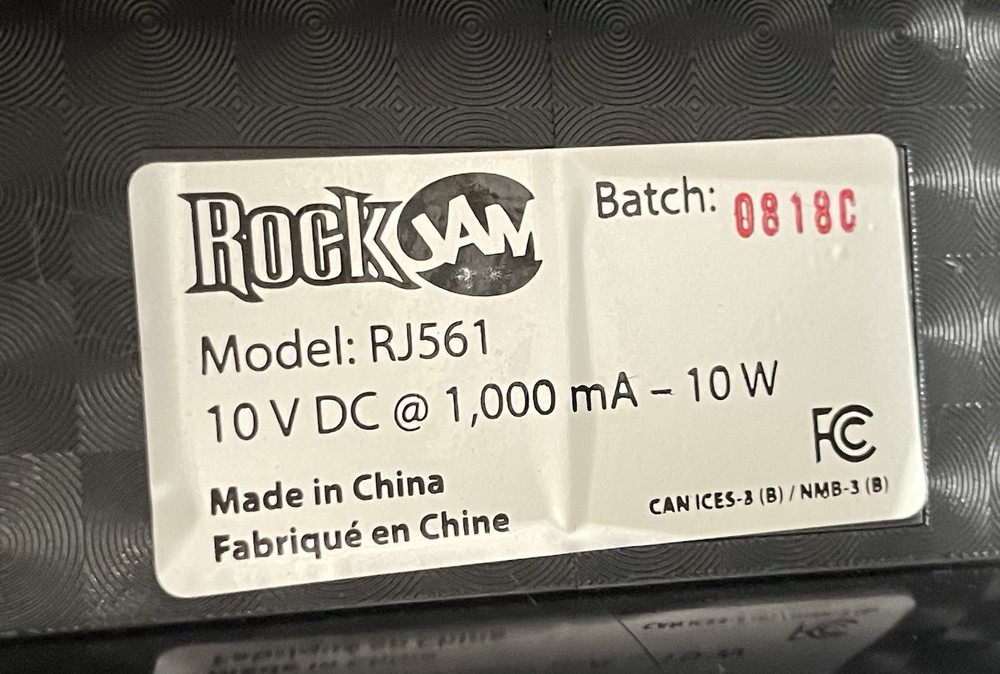 RockJAM
Batch: 0818C
Model: RJ561
10 V DC @ 1,000 mA – 10 W
FC
Made in China
CAN ICES-3 (B) / NMB-3 (B)
Fabriqué en Chine